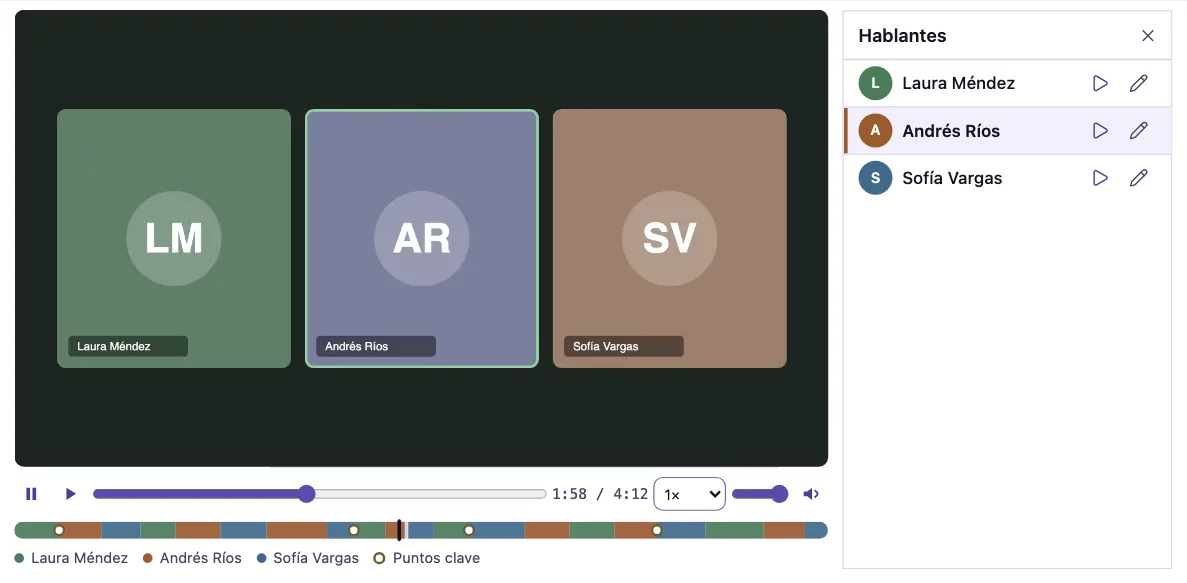 LM
AR
SV
Laura Méndez
Andrés Ríos
Sofía Vargas
1:58 / 4:12
1×
Laura Méndez
Andrés Ríos
Sofía Vargas
Puntos clave
Hablantes
L
Laura Méndez
A
Andrés Ríos
S
Sofía Vargas